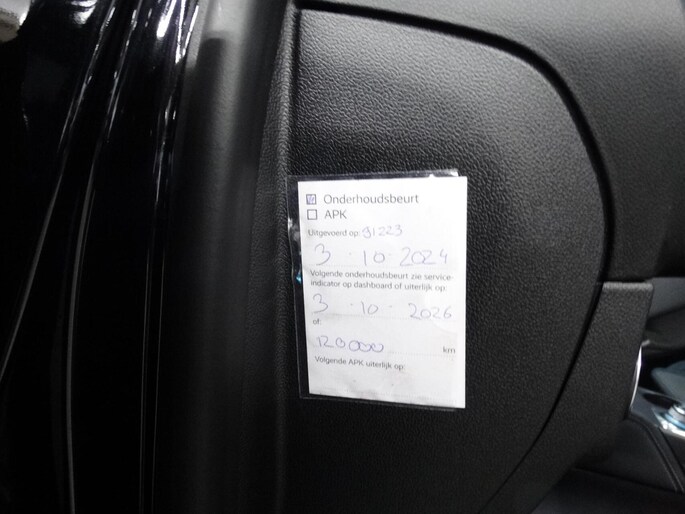 Onderhoudsbeurt
APK
Uitgevoerd op: 91223
3 · 10 · 2024
Volgende onderhoudsbeurt zie service-
indicator op dashboard of uiterlijk op:
3 · 10 · 2026
of:
120000 km
Volgende APK uiterlijk op: